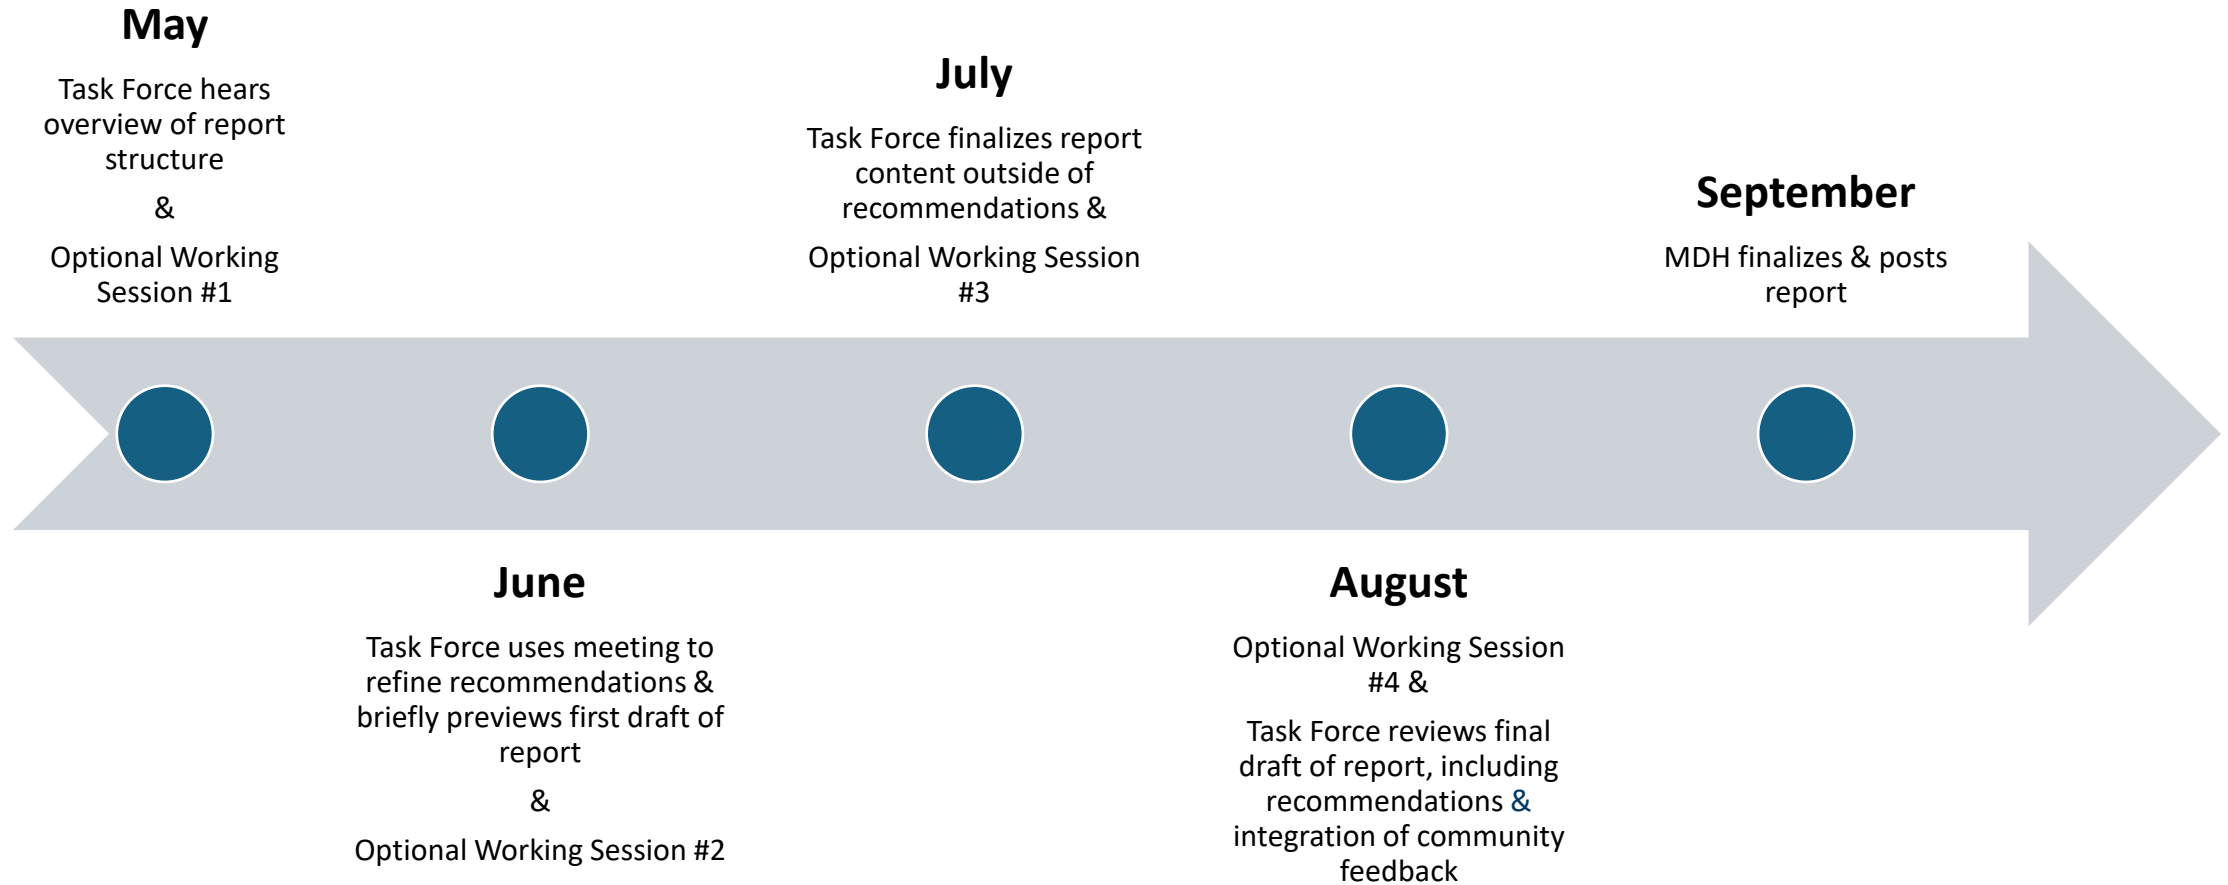 May
Task Force hears
overview of report
structure
&
Optional Working
Session #1
June
Task Force uses meeting to
refine recommendations &
briefly previews first draft of
report
&
Optional Working Session #2
July
Task Force finalizes report
content outside of
recommendations &
Optional Working Session
#3
August
Optional Working Session
#4 &
Task Force reviews final
draft of report, including
recommendations &
integration of community
feedback
September
MDH finalizes & posts
report